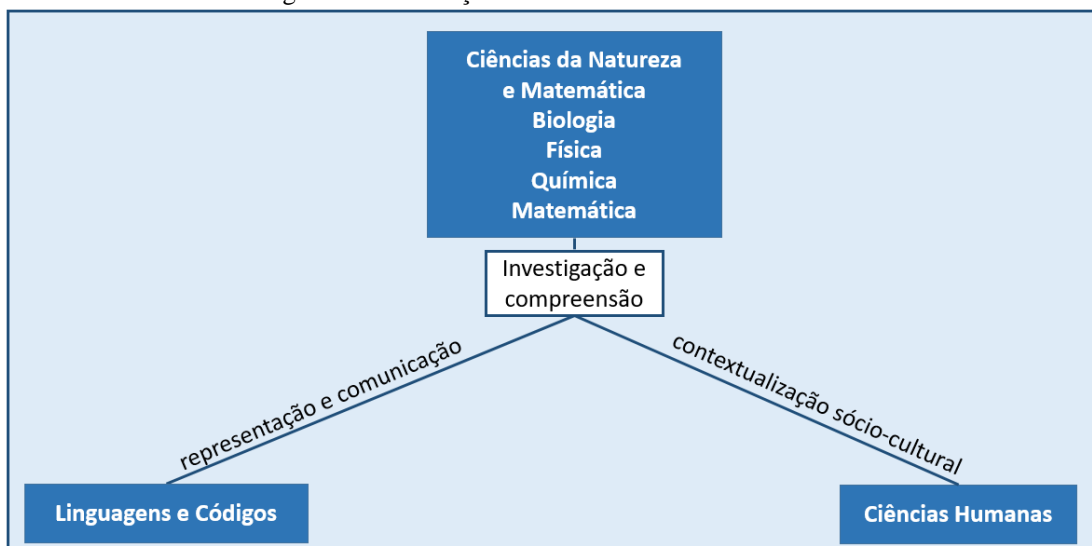 Ciências da Natureza
e Matemática
Biologia
Física
Química
Matemática
Investigação e
compreensão
representação e comunicação
contextualização sócio-cultural
Linguagens e Códigos
Ciências Humanas